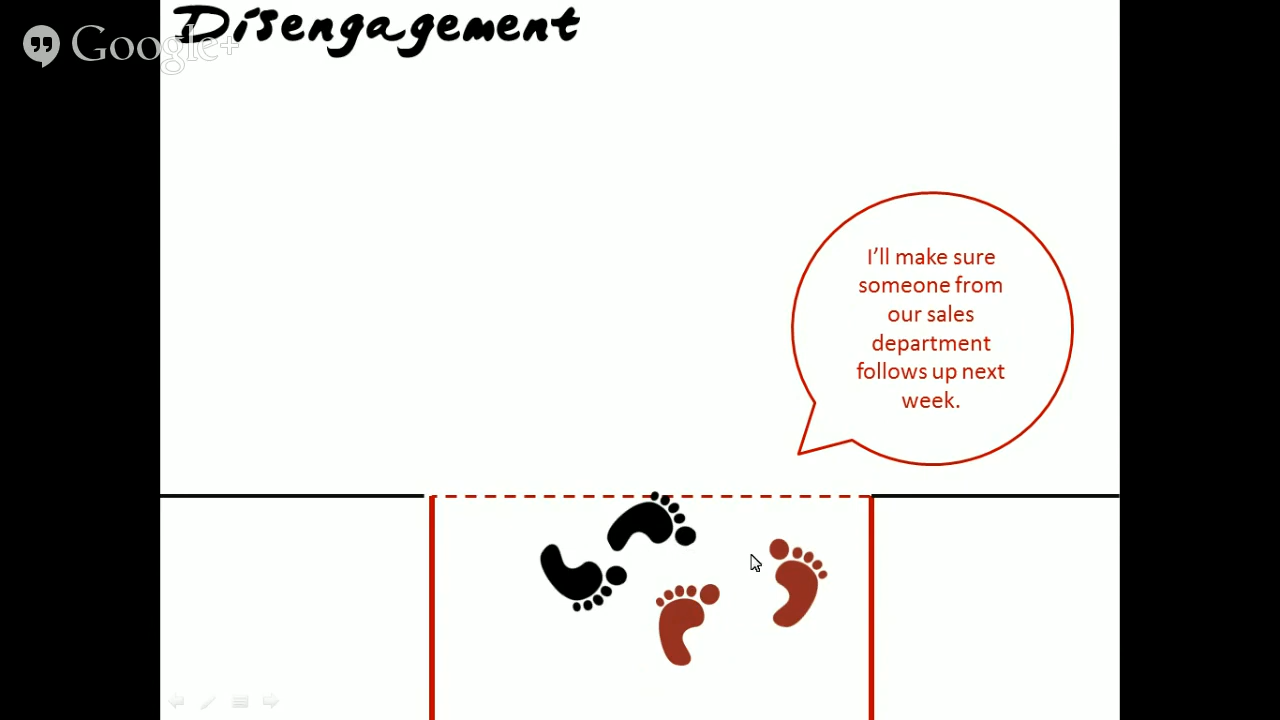 Disengagement
Google+
I'll make sure
someone from
our sales
department
follows up next
week.